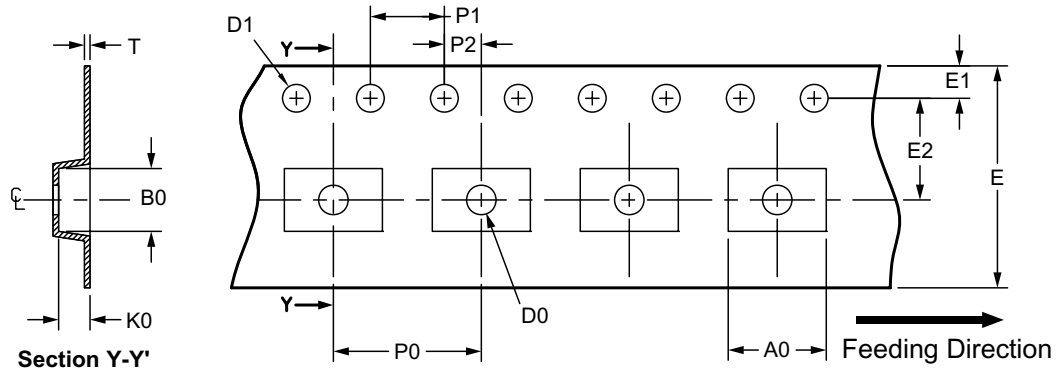 D1
P1
T
Y
P2
E1
E2
E
B0
℄
Y
K0
D0
P0
A0
Feeding Direction
Section Y-Y'